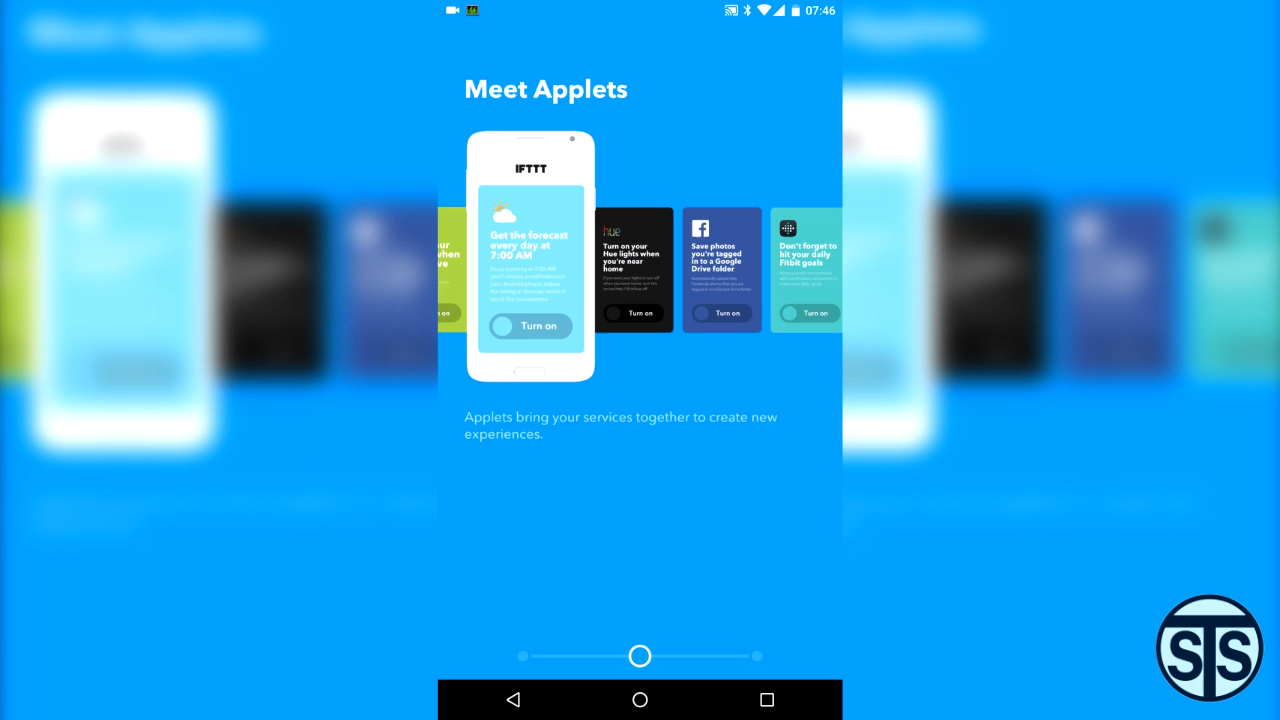 07:46
Meet Applets
IFTTT
Get the forecast
every day at
7:00 AM
Turn on
hue
Turn on your
Hue lights when
you're near
home
Turn on
Save photos
you're tagged
in to a Google
Drive folder
Turn on
Don't forget to
hit your daily
Fitbit goals
Turn on
Applets bring your services together to create new
experiences.
STS